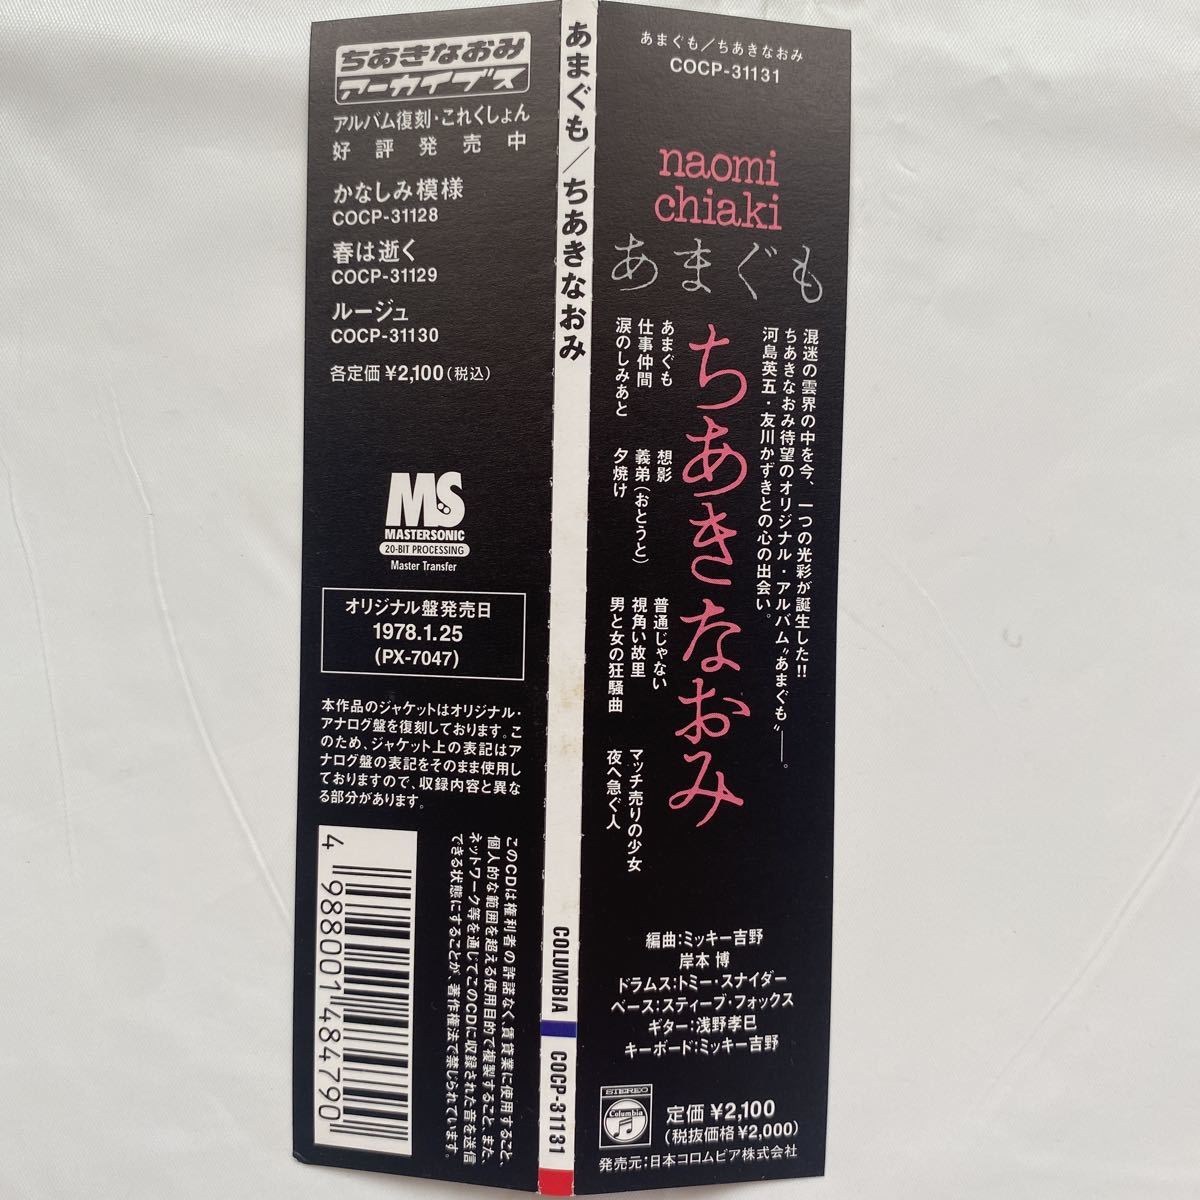 ちあきなおみ
アーカイブス
アルバム復刻・これくしょん
好評発売中
かなしみ模様
COCP-31128
春は逝く
COCP-31129
ルージュ
COCP-31130
各定価 ¥2,100(税込)
MS
MASTERSONIC
20-BIT PROCESSING
Master Transfer
オリジナル盤発売日
1978.1.25
(PX-7047)
本作品のジャケットはオリジナル・
アナログ盤を復刻しております。こ
のため、ジャケット上の表記はア
ナログ盤の表記をそのまま使用し
ておりますので、収録内容と異な
る部分があります。
4 988001 484790
このCDは権利者の許諾なく、賃貸業に使用すること、
個人的な範囲を超える使用目的で複製すること、また、
ネットワーク等を通じてこのCDに収録された音を送信
できる状態にすることが、著作権法で禁じられています。
あまぐも/ちあきなおみ
COLUMBIA
COCP-31131
あまぐも/ちあきなおみ
COCP-31131
naomi
chiaki
あまぐも
混迷の雲界の中を今、一つの光彩が誕生した!!
ちあきなおみ待望のオリジナル・アルバム〝あまぐも〟──。
河島英五・友川かずきとの心の出会い。
ちあきなおみ
あまぐも
仕事仲間
涙のしみあと
想影
義弟(おとうと)
夕焼け
普通じゃない
視角い故里
男と女の狂騒曲
マッチ売りの少女
夜へ急ぐ人
編曲:ミッキー吉野
岸本 博
ドラムス:トミー・スナイダー
ベース:スティーブ・フォックス
ギター:浅野孝巳
キーボード:ミッキー吉野
STEREO
Columbia
定価 ¥2,100
(税抜価格 ¥2,000)
発売元:日本コロムビア株式会社